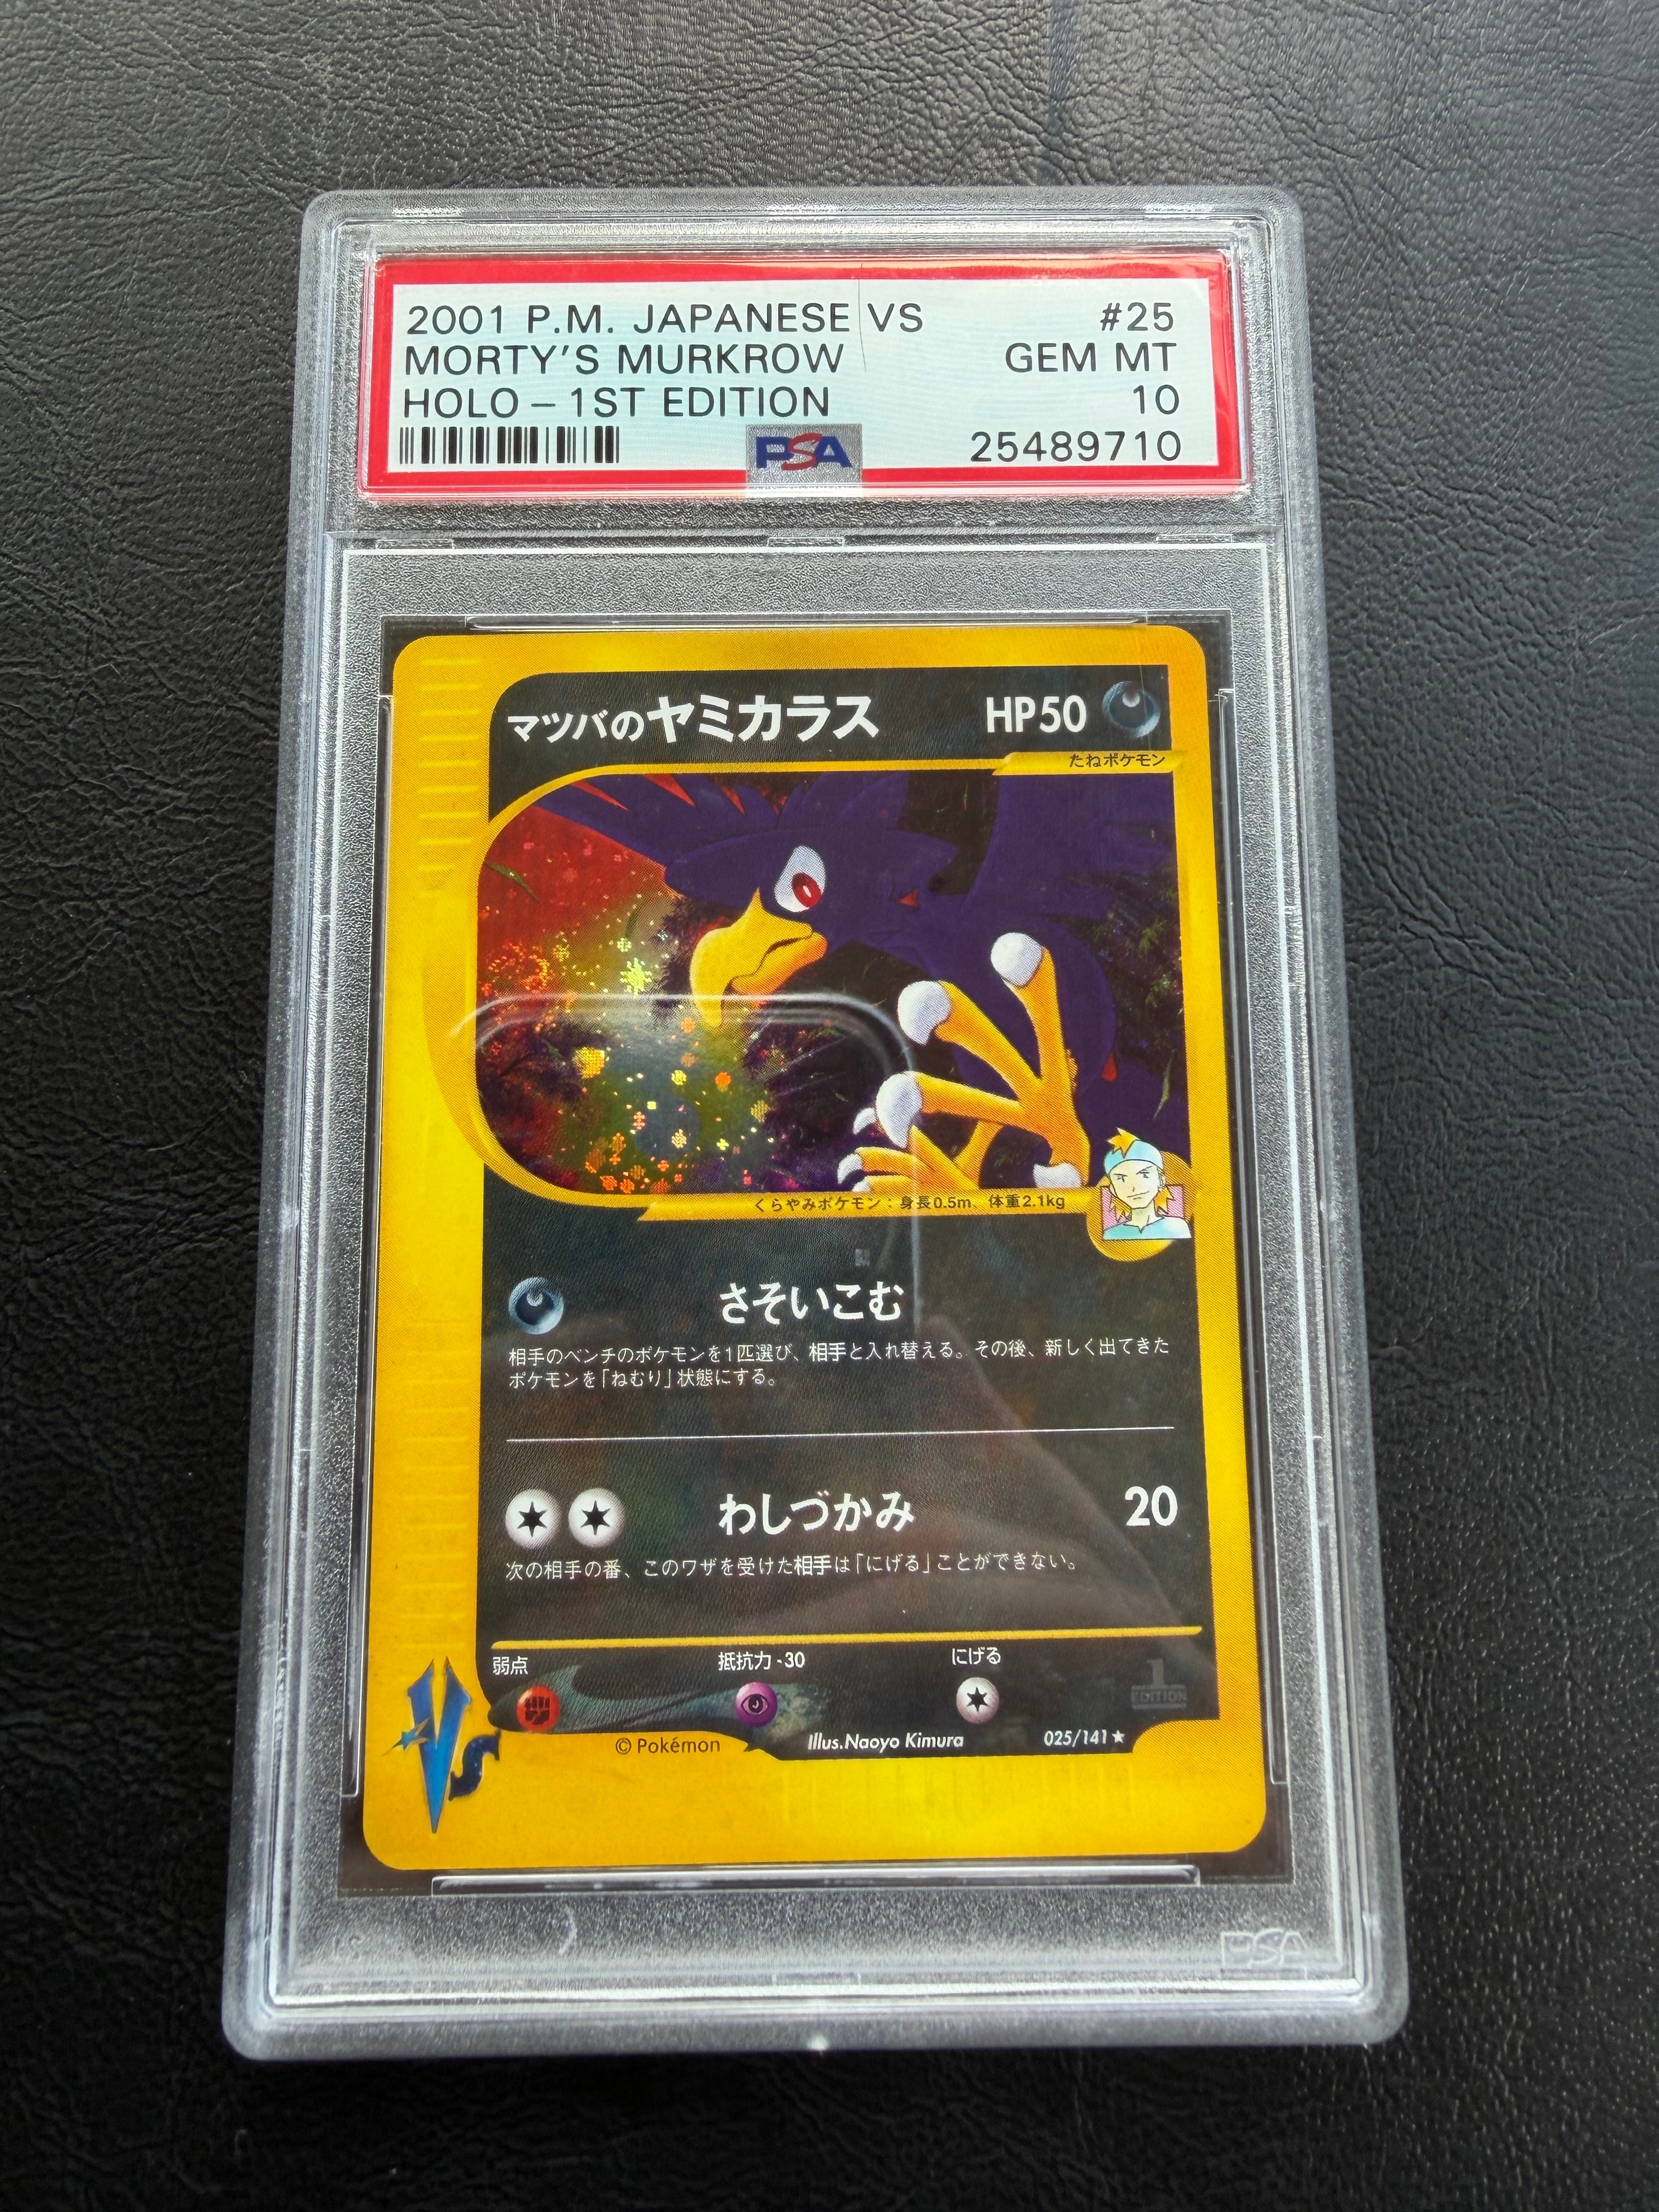 2001 P.M. JAPANESE VS #25
MORTY'S MURKROW GEM MT
HOLO – 1ST EDITION 10
PSA 25489710
マツバのヤミカラス HP50
たねポケモン
くらやみポケモン：身長0.5m、体重2.1kg
さそいこむ
相手のベンチのポケモンを1匹選び、相手と入れ替える。その後、新しく出てきた
ポケモンを「ねむり」状態にする。
わしづかみ 20
次の相手の番、このワザを受けた相手は「にげる」ことができない。
弱点 抵抗力-30 にげる
1
EDITION
VS
©Pokémon Illus.Naoyo Kimura 025/141★
PSA